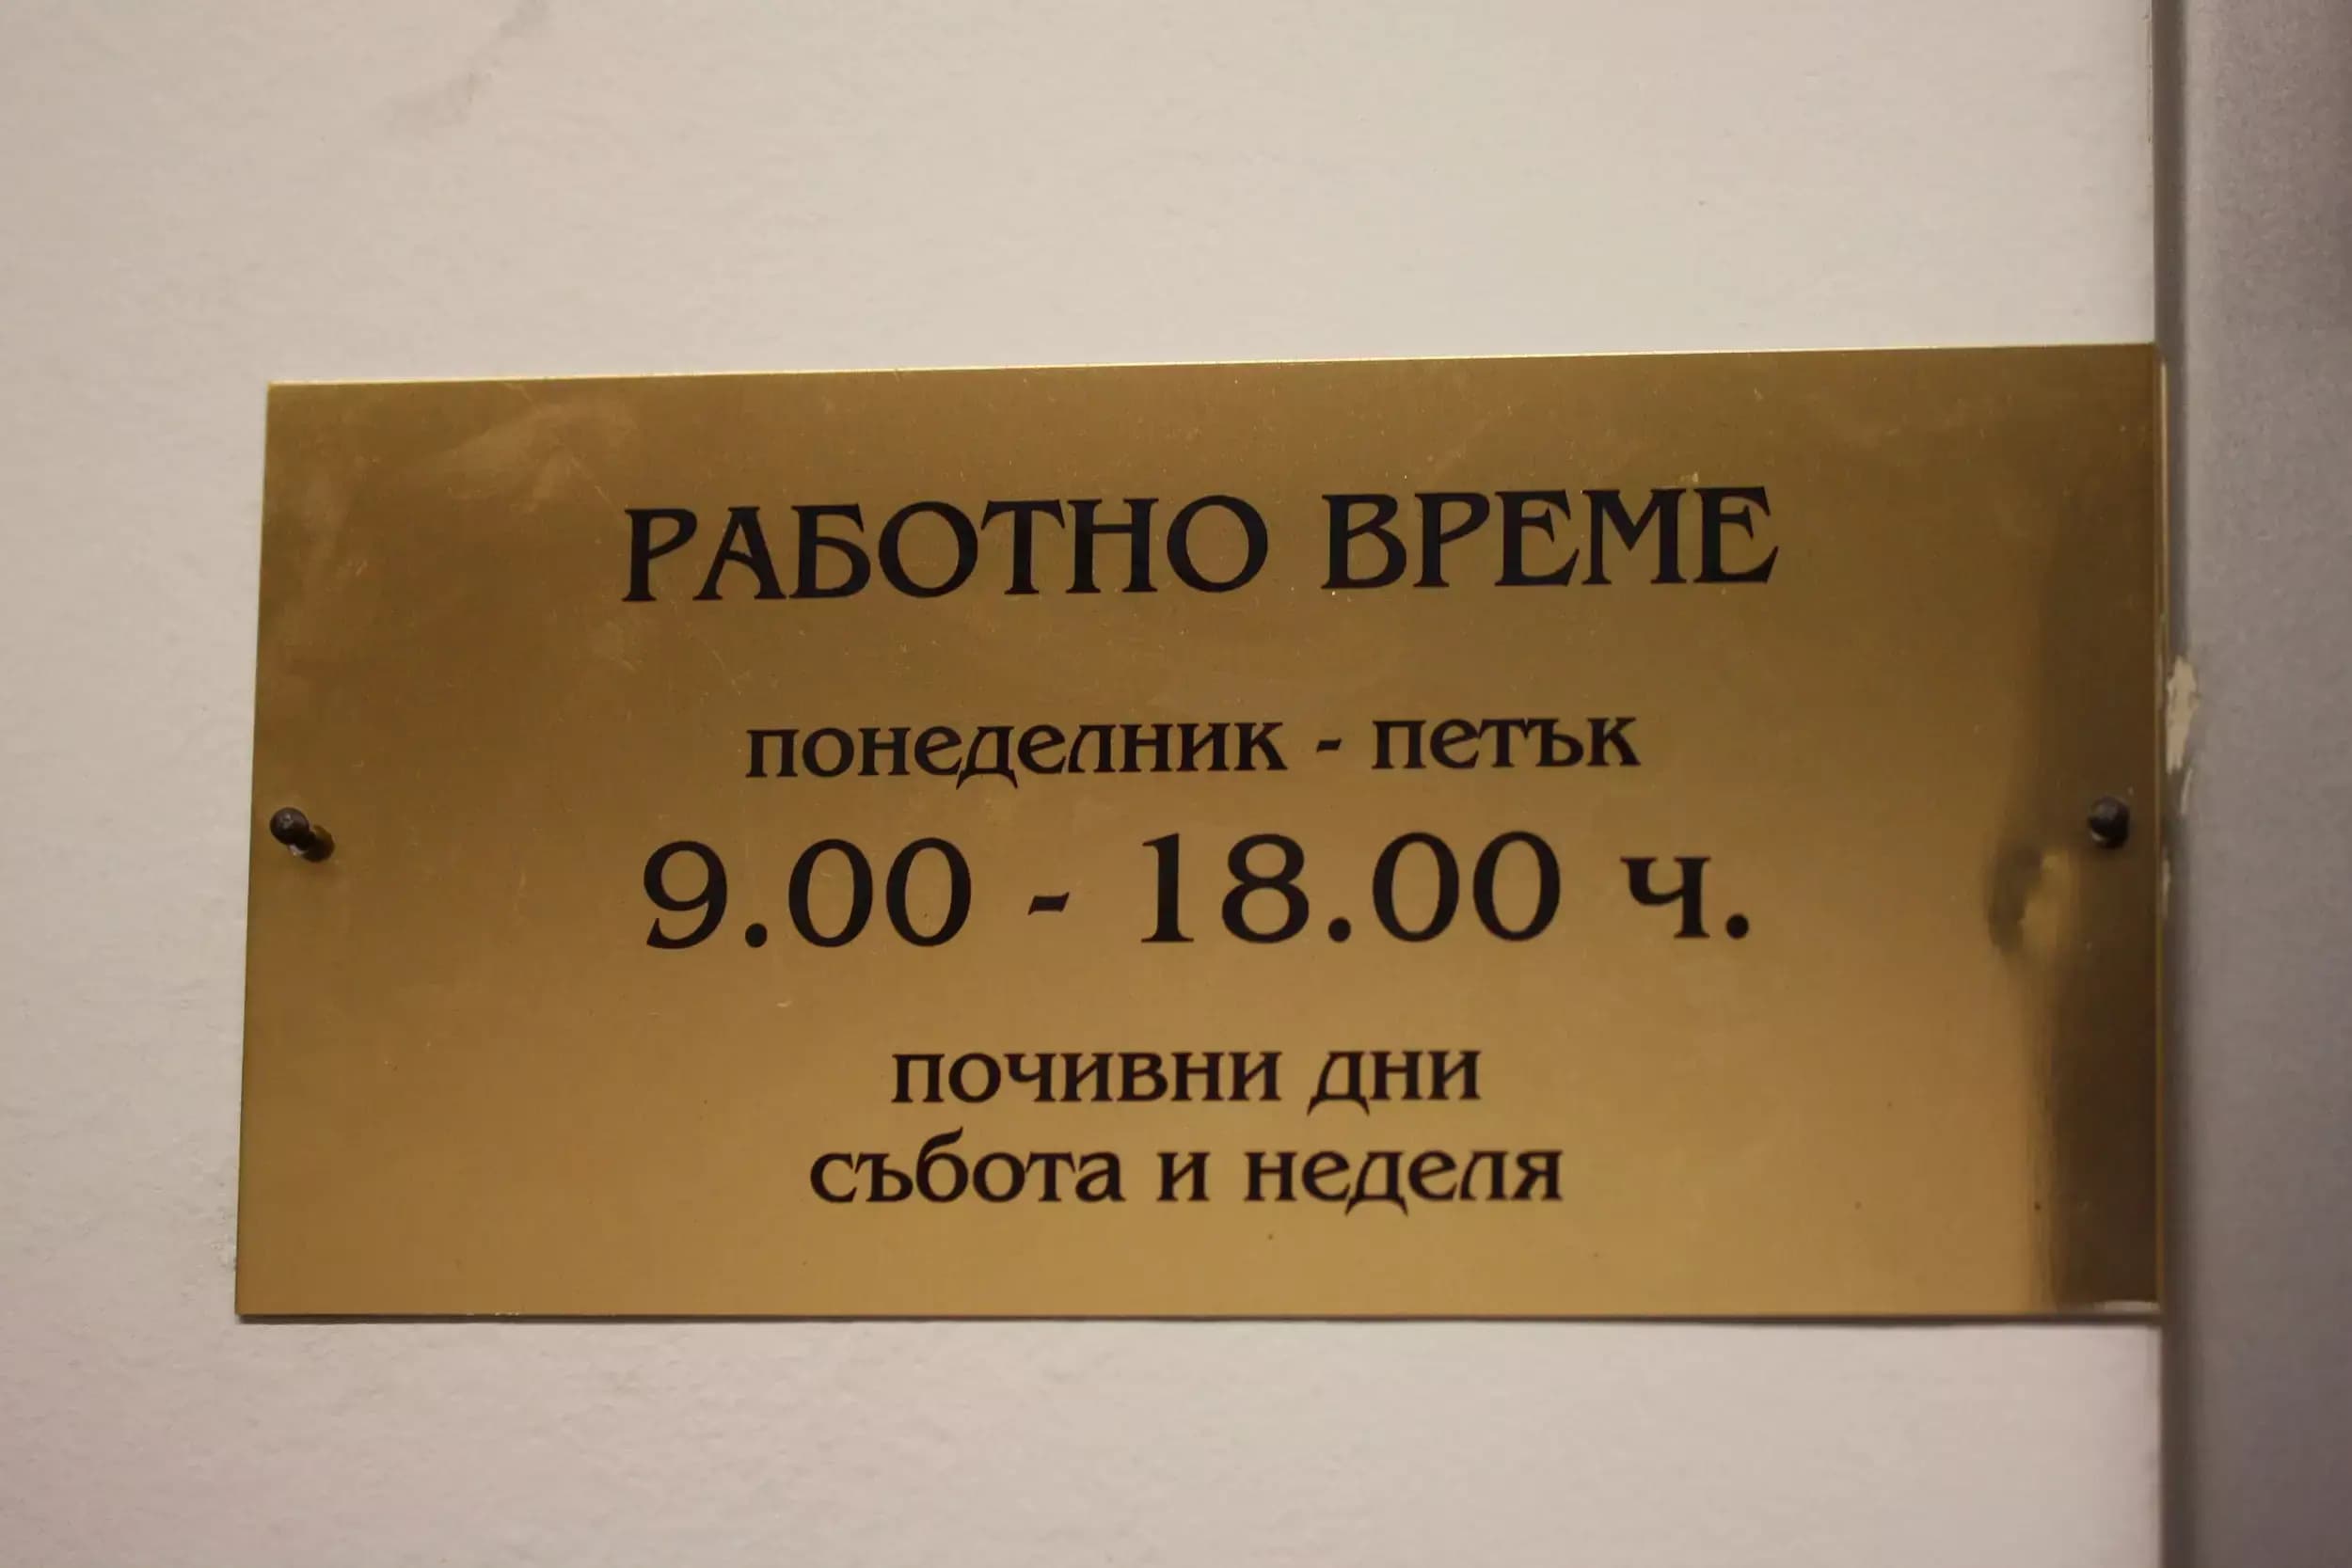 РАБОТНО ВРЕМЕ
понеделник - петък
9.00 - 18.00 ч.
почивни дни
събота и неделя